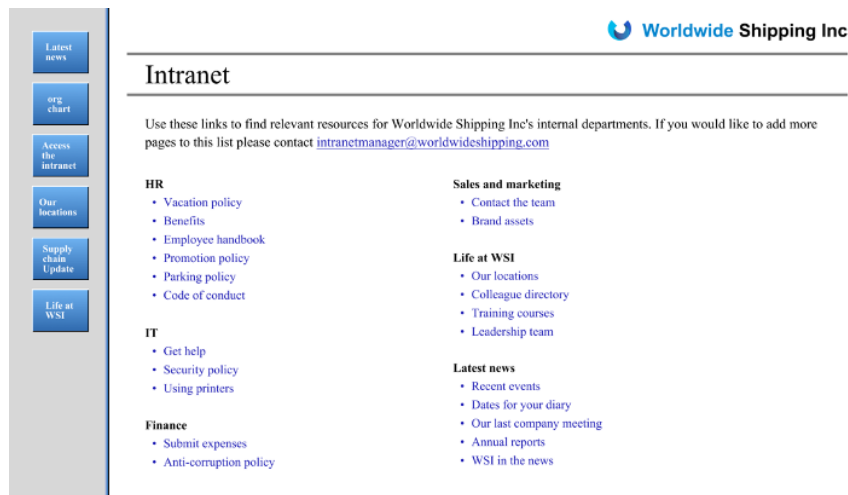 Latest
news
org
chart
Access
the
intranet
Our
locations
Supply
chain
Update
Life at
WSI
Worldwide Shipping Inc
Intranet
Use these links to find relevant resources for Worldwide Shipping Inc's internal departments. If you would like to add more
pages to this list please contact intranetmanager@worldwideshipping.com
HR
• Vacation policy
• Benefits
• Employee handbook
• Promotion policy
• Parking policy
• Code of conduct
IT
• Get help
• Security policy
• Using printers
Finance
• Submit expenses
• Anti-corruption policy
Sales and marketing
• Contact the team
• Brand assets
Life at WSI
• Our locations
• Colleague directory
• Training courses
• Leadership team
Latest news
• Recent events
• Dates for your diary
• Our last company meeting
• Annual reports
• WSI in the news